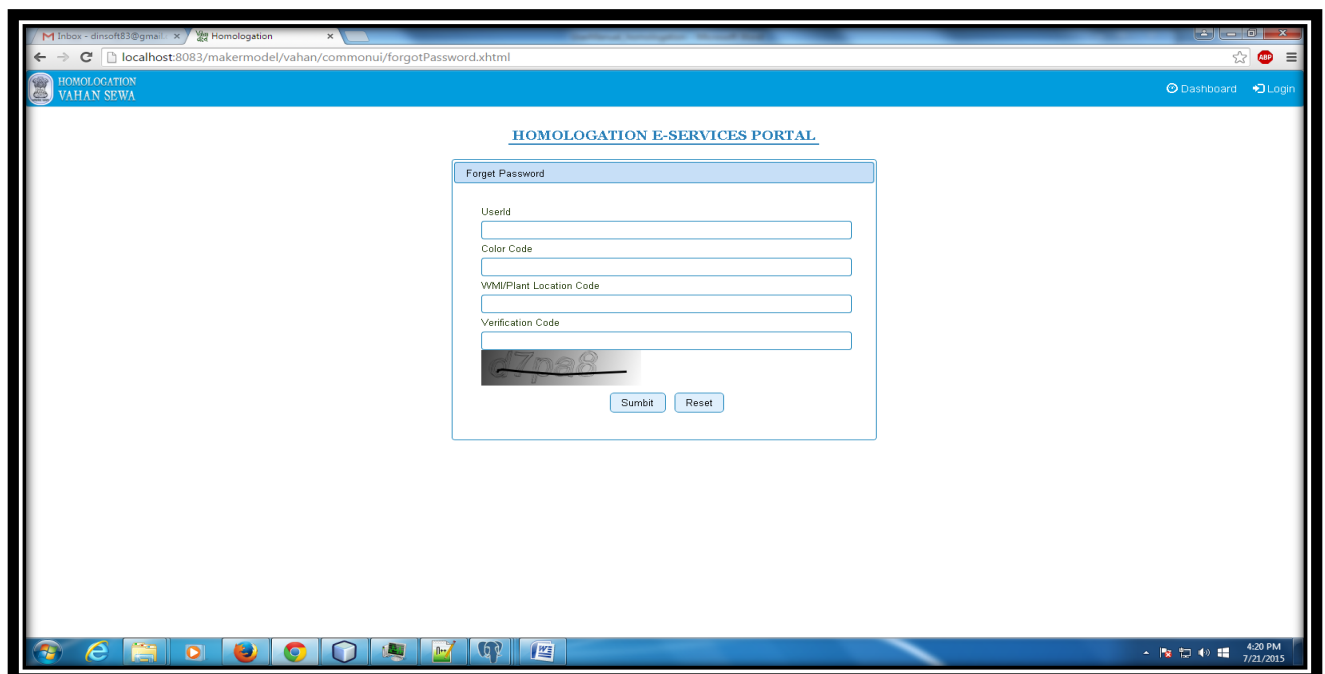 Inbox - dinsoft83@gmail. Homologation
localhost:8083/makermodel/vahan/commonui/forgotPassword.xhtml ABP
HOMOLOGATION
VAHAN SEWA
Dashboard Login
HOMOLOGATION E-SERVICES PORTAL
Forget Password
UserId
Color Code
WMI/Plant Location Code
Verification Code
d7pa8
Sumbit Reset
4:20 PM
7/21/2015